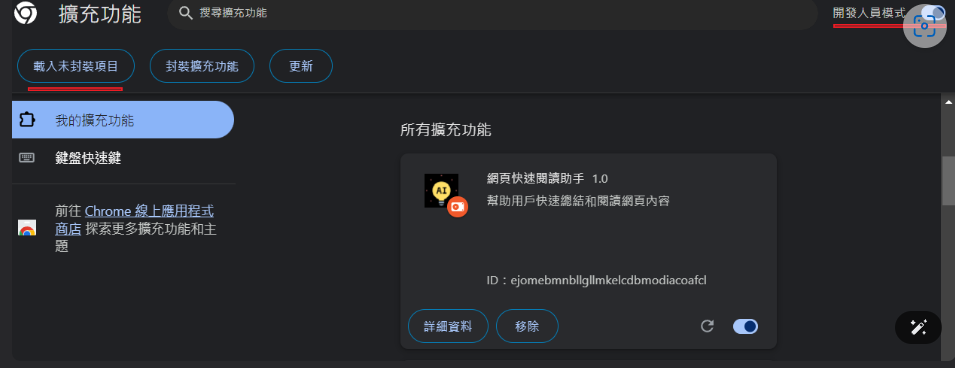 擴充功能
搜尋擴充功能
開發人員模式
載入未封裝項目
封裝擴充功能
更新
我的擴充功能
鍵盤快速鍵
前往 Chrome 線上應用程式
商店 探索更多擴充功能和主
題
所有擴充功能
AI
網頁快速閱讀助手 1.0
幫助用戶快速總結和閱讀網頁內容
ID：ejomebmnbllgllmkelcdbmodiacoafcl
詳細資料
移除